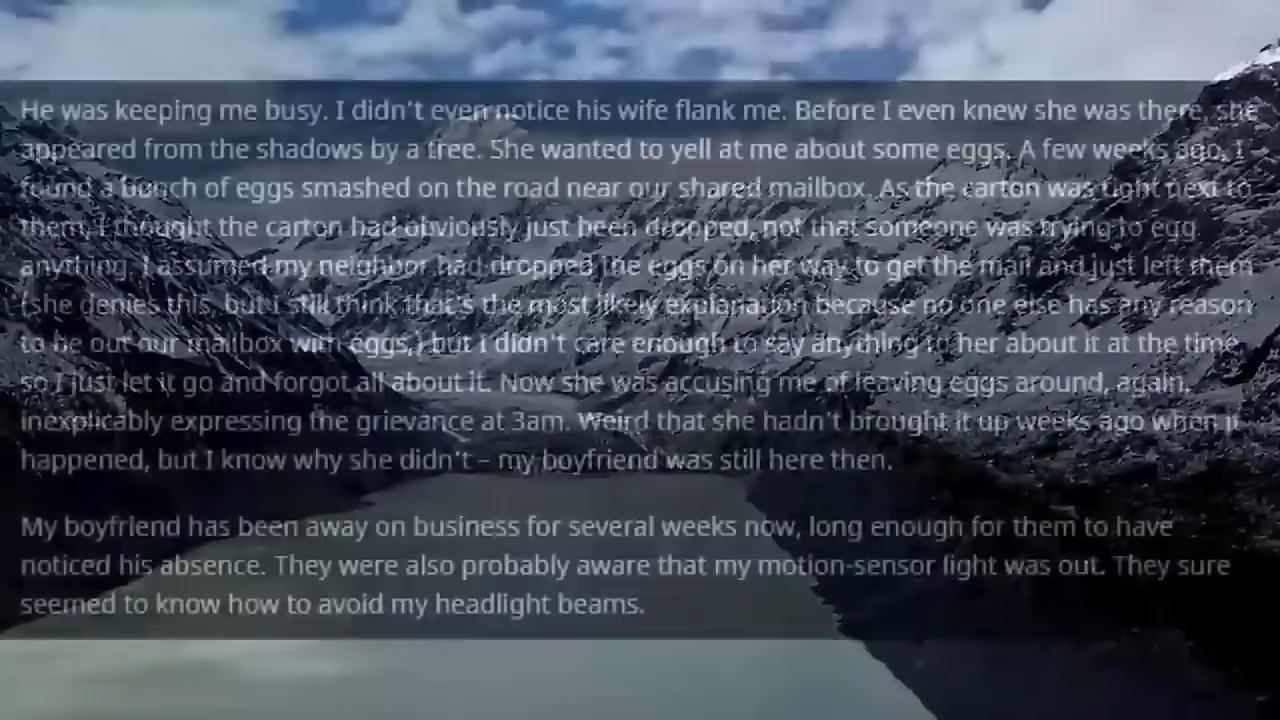 He was keeping me busy. I didn't even notice his wife flank me. Before I even knew she was there, she
appeared from the shadows by a tree. She wanted to yell at me about some eggs. A few weeks ago, I
found a bunch of eggs smashed on the road near our shared mailbox. As the carton was right next to
them, I thought the carton had obviously just been dropped, not that someone was trying to egg
anything. I assumed my neighbor had dropped the eggs on her way to get the mail and just left them
(she denies this, but I still think that's the most likely explanation because no one else has any reason
to be out our mailbox with eggs,) but I didn't care enough to say anything to her about it at the time,
so I just let it go and forgot all about it. Now she was accusing me of leaving eggs around, again,
inexplicably expressing the grievance at 3am. Weird that she hadn't brought it up weeks ago when it
happened, but I know why she didn't – my boyfriend was still here then.
My boyfriend has been away on business for several weeks now, long enough for them to have
noticed his absence. They were also probably aware that my motion-sensor light was out. They sure
seemed to know how to avoid my headlight beams.